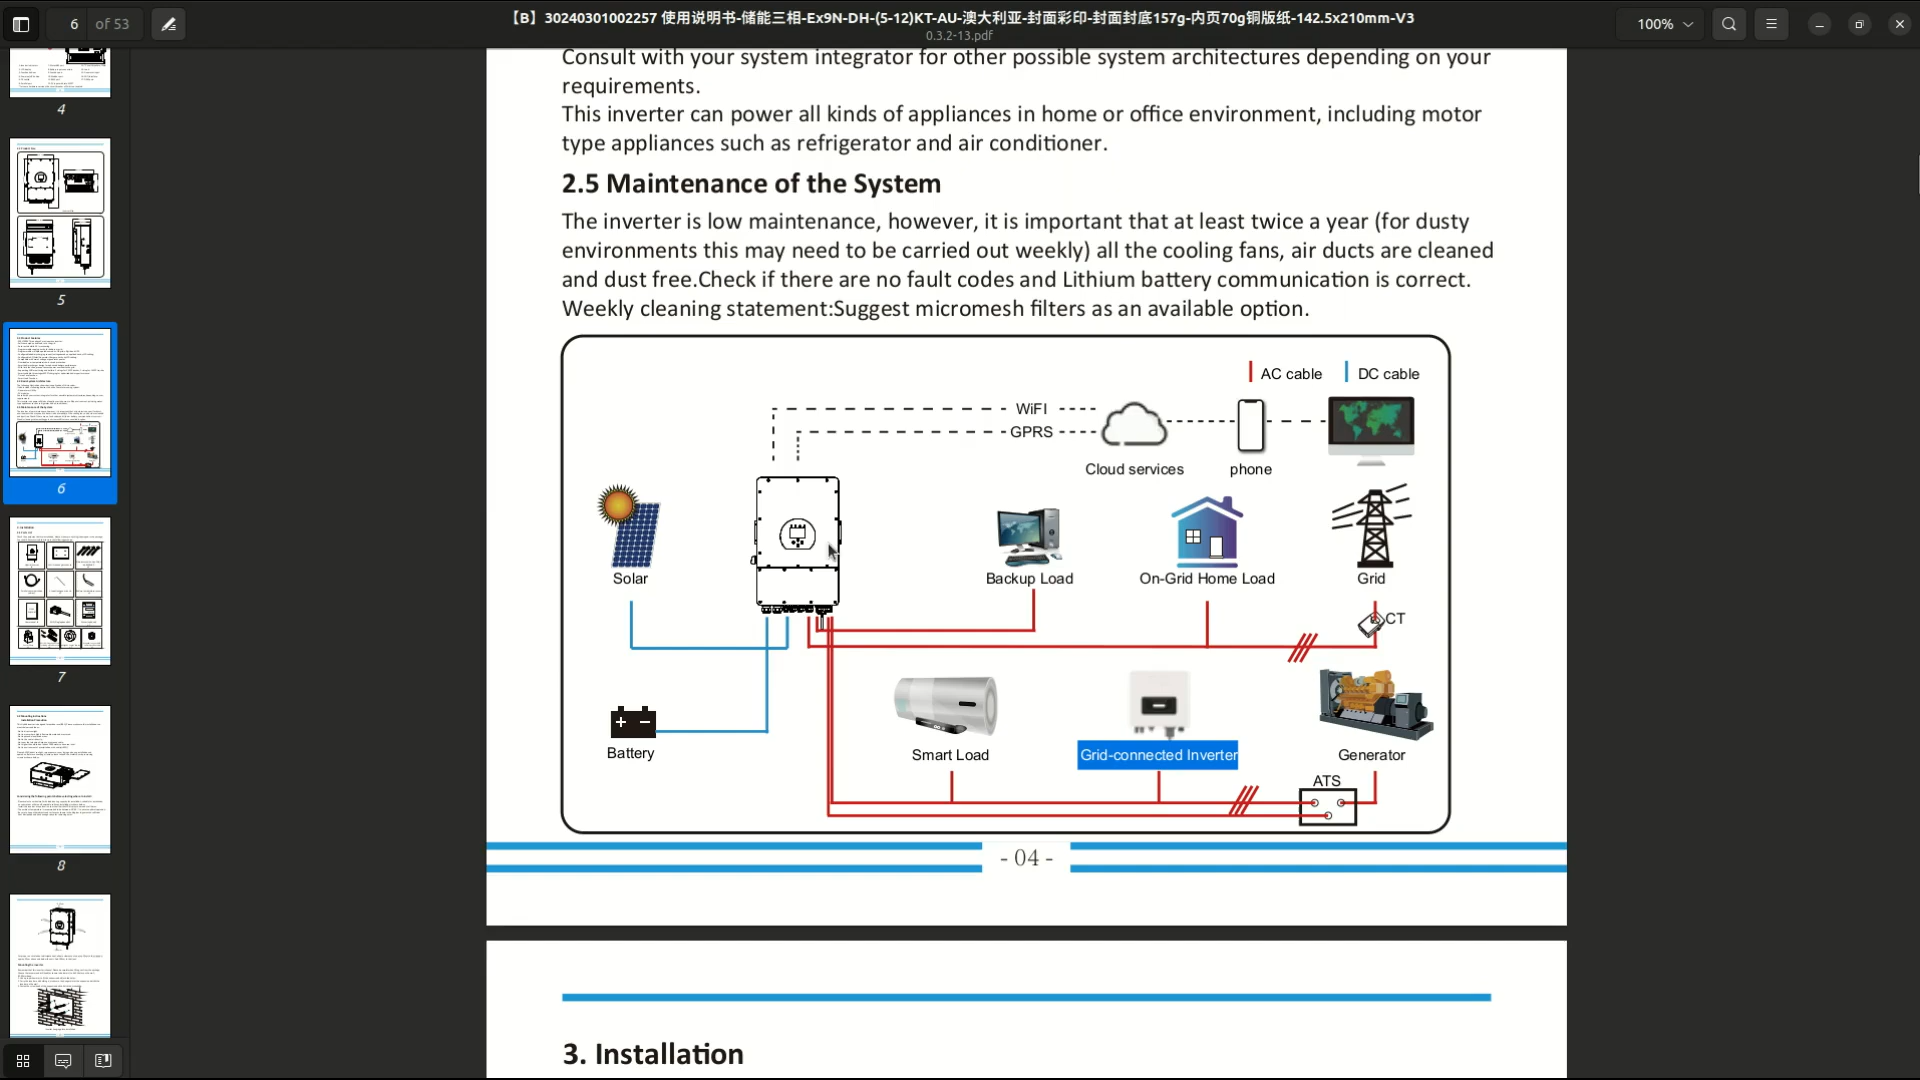 6 of 53
【B】30240301002257 使用说明书-储能三相-Ex9N-DH-(5-12)KT-AU-澳大利亚-封面彩印-封面封底157g-内页70g铜版纸-142.5x210mm-V3
0.3.2-13.pdf
100%
4
5
6
7
8
Consult with your system integrator for other possible system architectures depending on your
requirements.
This inverter can power all kinds of appliances in home or office environment, including motor
type appliances such as refrigerator and air conditioner.
2.5 Maintenance of the System
The inverter is low maintenance, however, it is important that at least twice a year (for dusty
environments this may need to be carried out weekly) all the cooling fans, air ducts are cleaned
and dust free.Check if there are no fault codes and Lithium battery communication is correct.
Weekly cleaning statement:Suggest micromesh filters as an available option.
AC cable DC cable
WiFI
GPRS
Cloud services phone
Solar Backup Load On-Grid Home Load Grid
CT
Battery Smart Load Grid-connected Inverter Generator
ATS
- 04 -
3. Installation